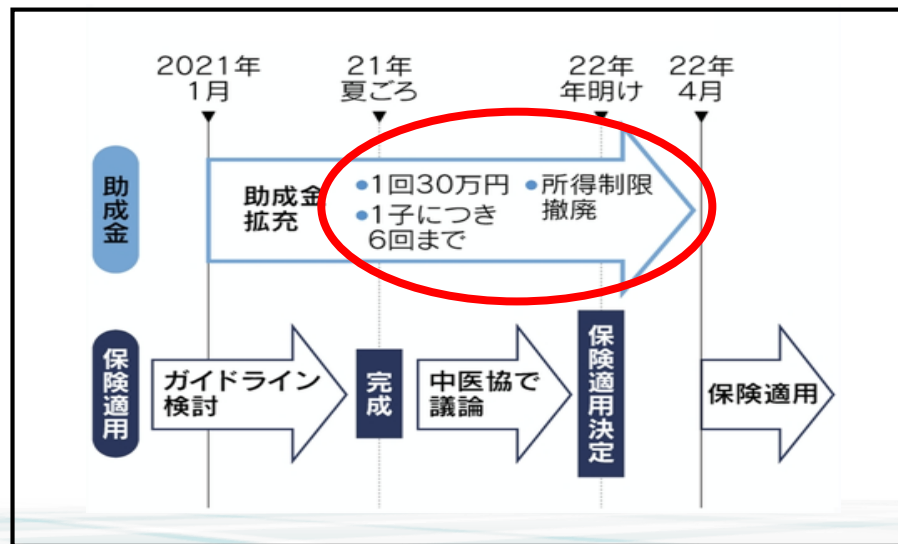 2021年
1月
21年
夏ごろ
22年
年明け
22年
4月
助成金
助成金
拡充
●1回30万円
●1子につき
6回まで
●所得制限
撤廃
保険適用
ガイドライン
検討
完成
中医協で
議論
保険適用決定
保険適用